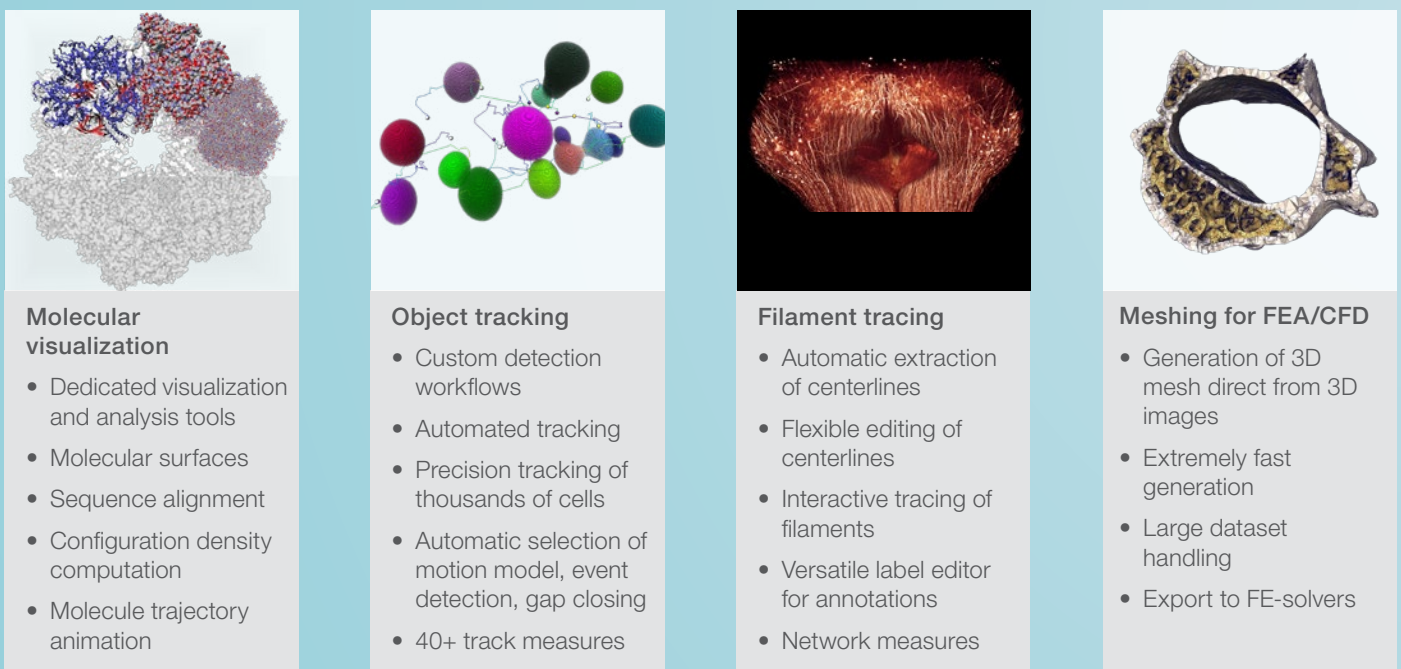 Molecular
visualization
• Dedicated visualization
and analysis tools
• Molecular surfaces
• Sequence alignment
• Configuration density
computation
• Molecule trajectory
animation
Object tracking
• Custom detection
workflows
• Automated tracking
• Precision tracking of
thousands of cells
• Automatic selection of
motion model, event
detection, gap closing
• 40+ track measures
Filament tracing
• Automatic extraction
of centerlines
• Flexible editing of
centerlines
• Interactive tracing of
filaments
• Versatile label editor
for annotations
• Network measures
Meshing for FEA/CFD
• Generation of 3D
mesh direct from 3D
images
• Extremely fast
generation
• Large dataset
handling
• Export to FE-solvers